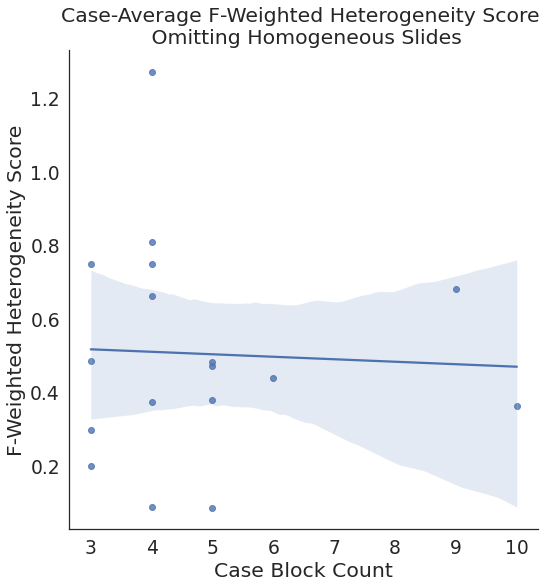 Case-Average F-Weighted Heterogeneity Score
Omitting Homogeneous Slides
F-Weighted Heterogeneity Score
1.2
1.0
0.8
0.6
0.4
0.2
3 4 5 6 7 8 9 10
Case Block Count